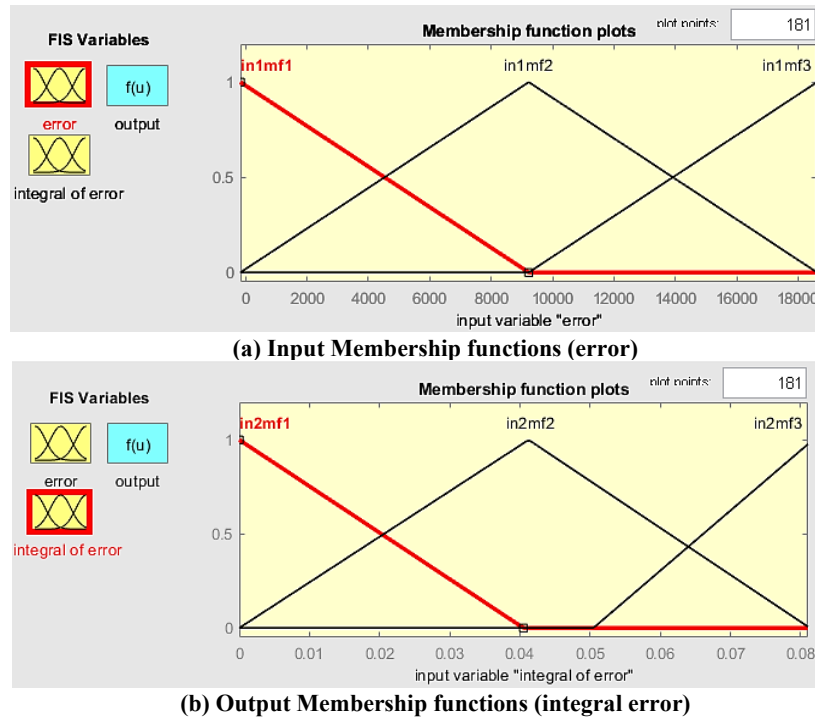 FIS Variables
Membership function plots
plot points:
181
f(u)
error
output
integral of error
in1mf1
in1mf2
in1mf3
1
0.5
0
0
2000
4000
6000
8000
10000
12000
14000
16000
18000
input variable "error"
(a) Input Membership functions (error)
FIS Variables
Membership function plots
plot points:
181
f(u)
error
output
integral of error
in2mf1
in2mf2
in2mf3
1
0.5
0
0
0.01
0.02
0.03
0.04
0.05
0.06
0.07
0.08
input variable "integral of error"
(b) Output Membership functions (integral error)